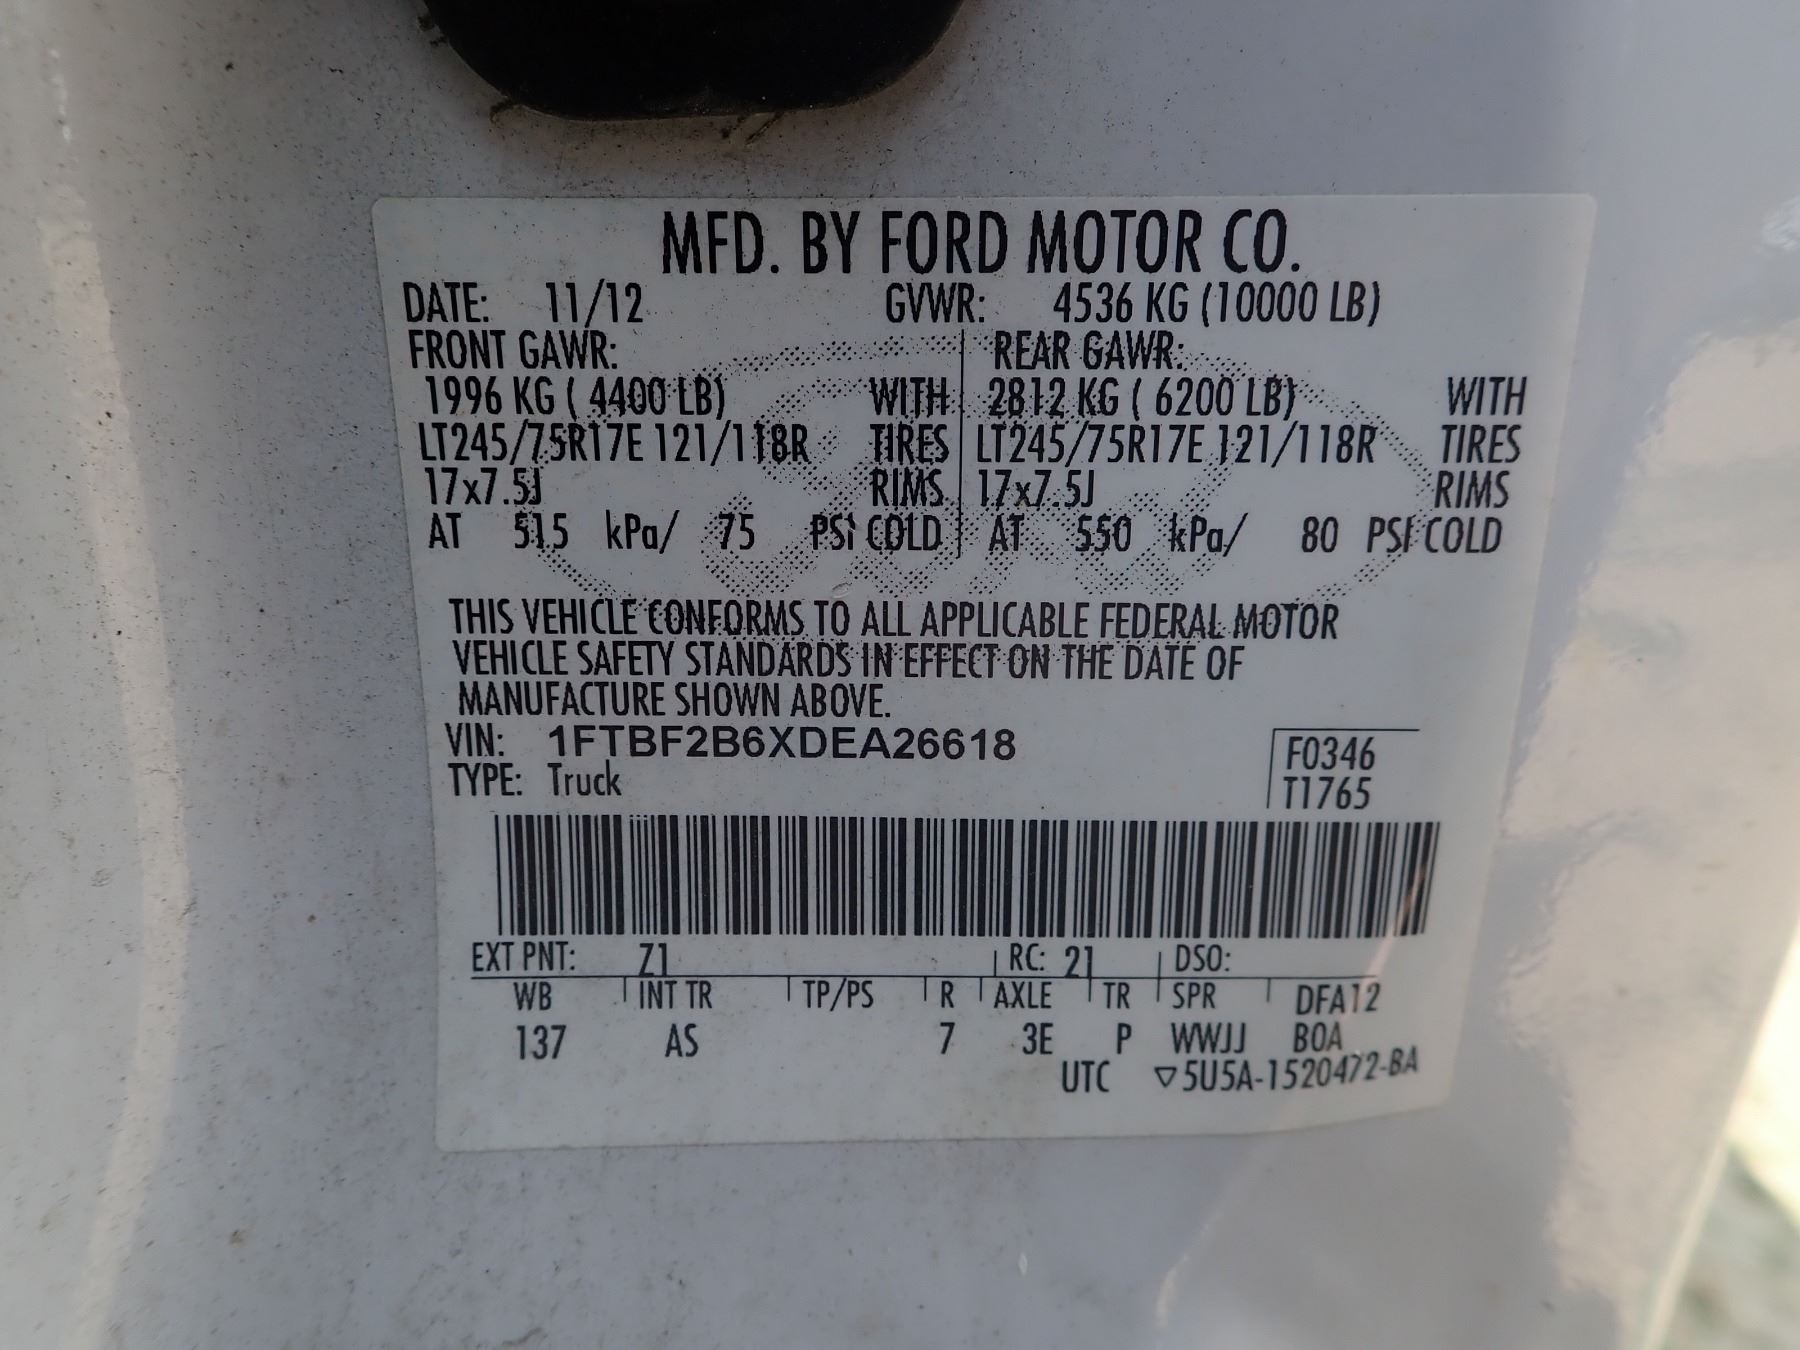 MFD. BY FORD MOTOR CO.
DATE: 11/12 GVWR: 4536 KG (10000 LB)
FRONT GAWR: REAR GAWR:
1996 KG ( 4400 LB) WITH 2812 KG ( 6200 LB) WITH
LT245/75R17E 121/118R TIRES LT245/75R17E 121/118R TIRES
17x7.5J RIMS 17x7.5J RIMS
AT 515 kPa/ 75 PSI COLD AT 550 kPa/ 80 PSI COLD
THIS VEHICLE CONFORMS TO ALL APPLICABLE FEDERAL MOTOR
VEHICLE SAFETY STANDARDS IN EFFECT ON THE DATE OF
MANUFACTURE SHOWN ABOVE.
VIN: 1FTBF2B6XDEA26618 F0346
TYPE: Truck T1765
EXT PNT: Z1 RC: 21 DSO:
WB INT TR TP/PS R AXLE TR SPR DFA12
137 AS 7 3E P WWJJ BOA
UTC ▽5U5A-1520472-BA